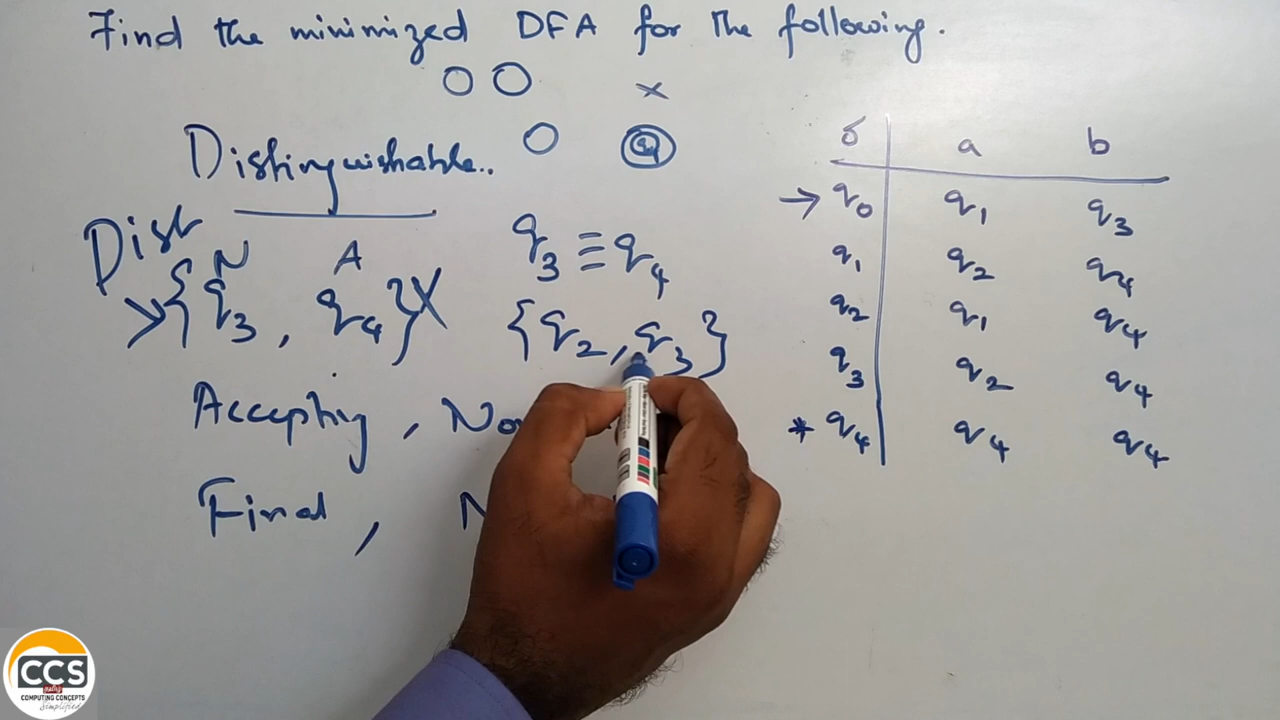 Find the minimized DFA for the following.
Distinguishable..
Dist
N A
{q3, q4}X
q3 ≡ q4
{q2, q3}
Accepting,
Final,
δ a b
→ q0 q1 q3
q1 q2 q4
q2 q1 q4
q3 q2 q4
* q4 q4 q4
CCS
COMPUTING CONCEPTS
Simplified